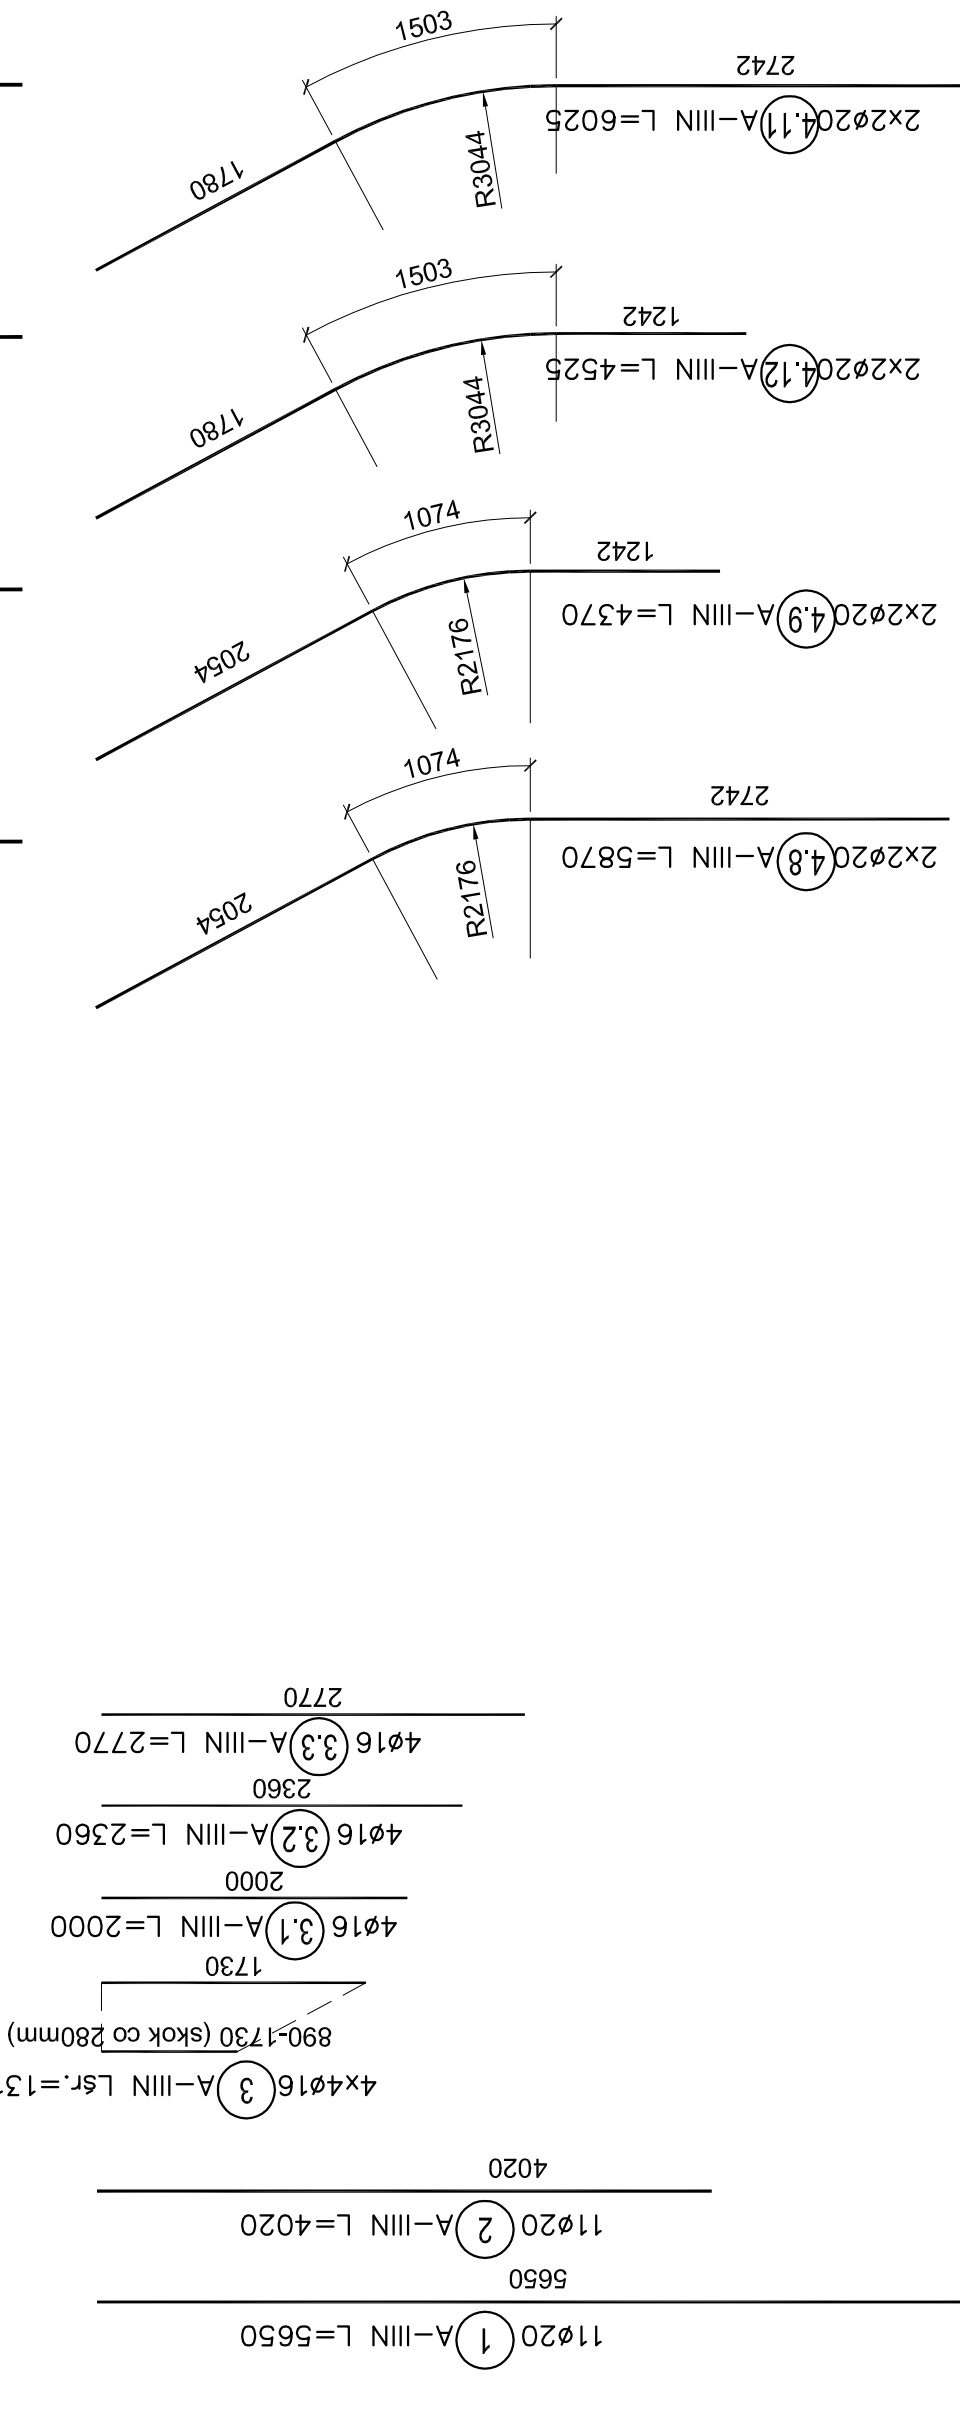 1503
2742
2x2ø20 4.11 A-IIIN L=6025
1780
R3044
1503
1242
2x2ø20 4.12 A-IIIN L=4525
1780
R3044
1074
1242
2x2ø20 4.9 A-IIIN L=4370
2054
R2176
1074
2742
2x2ø20 4.8 A-IIIN L=5870
2054
R2176
2770
4ø16 3.3 A-IIIN L=2770
2360
4ø16 3.2 A-IIIN L=2360
2000
4ø16 3.1 A-IIIN L=2000
1730
890-1730 (skok co 280mm)
4x4ø16 3 A-IIIN Lśr.=131
4020
11ø20 2 A-IIIN L=4020
5650
11ø20 1 A-IIIN L=5650